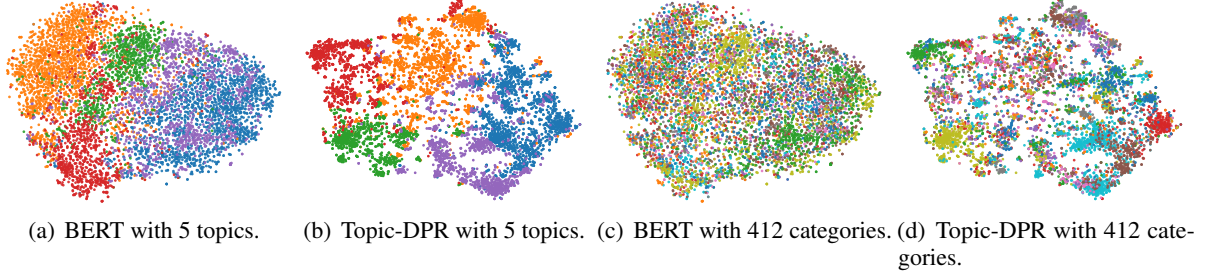 (a) BERT with 5 topics.
(b) Topic-DPR with 5 topics.
(c) BERT with 412 categories.
(d) Topic-DPR with 412 cate-
gories.